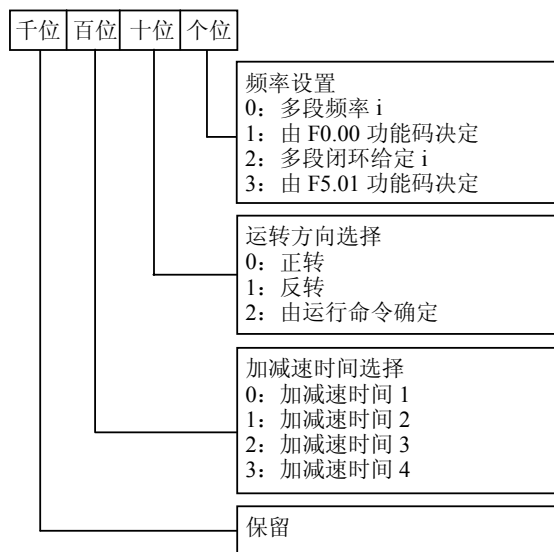 千位 百位 十位 个位
频率设置
0：多段频率 i
1：由 F0.00 功能码决定
2：多段闭环给定 i
3：由 F5.01 功能码决定
运转方向选择
0：正转
1：反转
2：由运行命令确定
加减速时间选择
0：加减速时间 1
1：加减速时间 2
2：加减速时间 3
3：加减速时间 4
保留